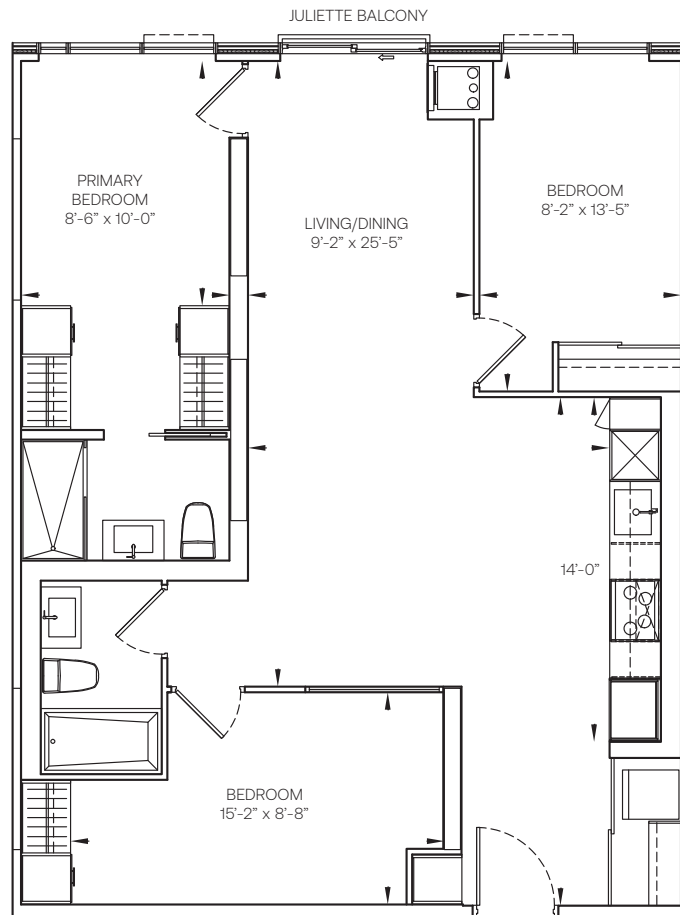 JULIETTE BALCONY
PRIMARY
BEDROOM
8’-6” x 10’-0”
LIVING/DINING
9’-2” x 25’-5”
BEDROOM
8’-2” x 13’-5”
14’-0”
BEDROOM
15’-2” x 8’-8”